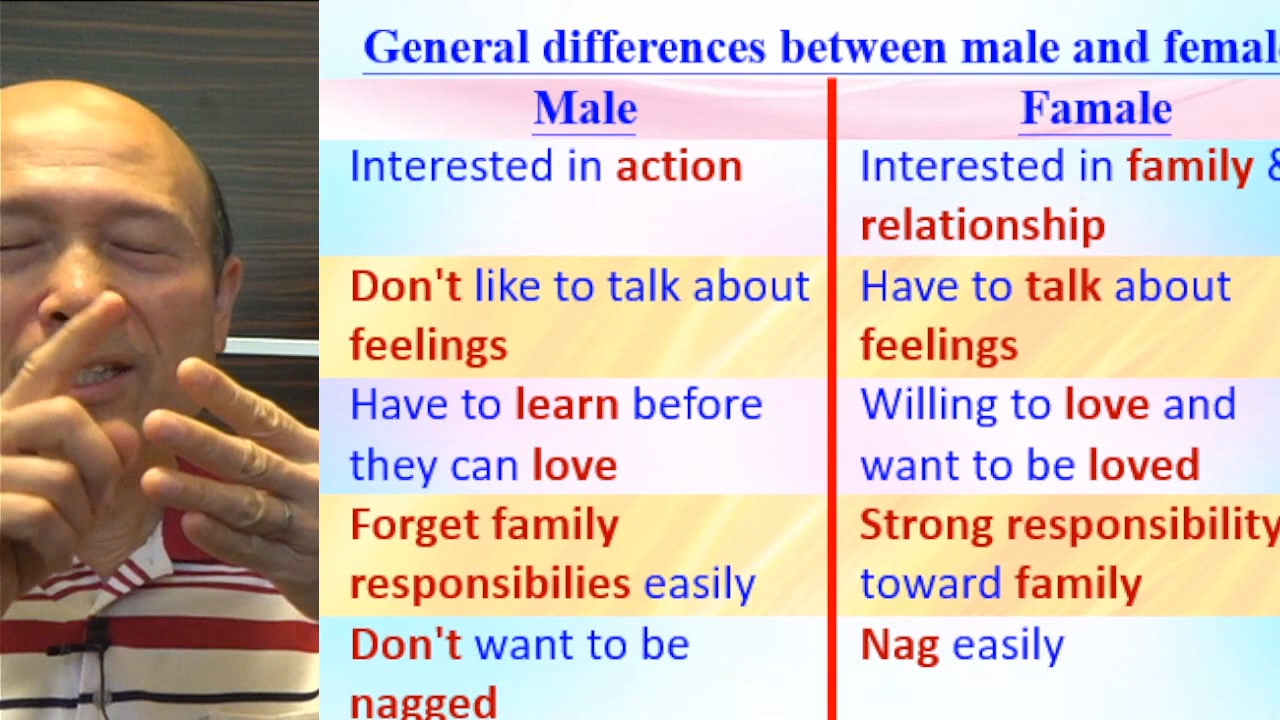 General differences between male and femal
Male
Famale
Interested in action
Interested in family &
relationship
Don't like to talk about
feelings
Have to talk about
feelings
Have to learn before
they can love
Willing to love and
want to be loved
Forget family
responsibilies easily
Strong responsibility
toward family
Don't want to be
nagged
Nag easily